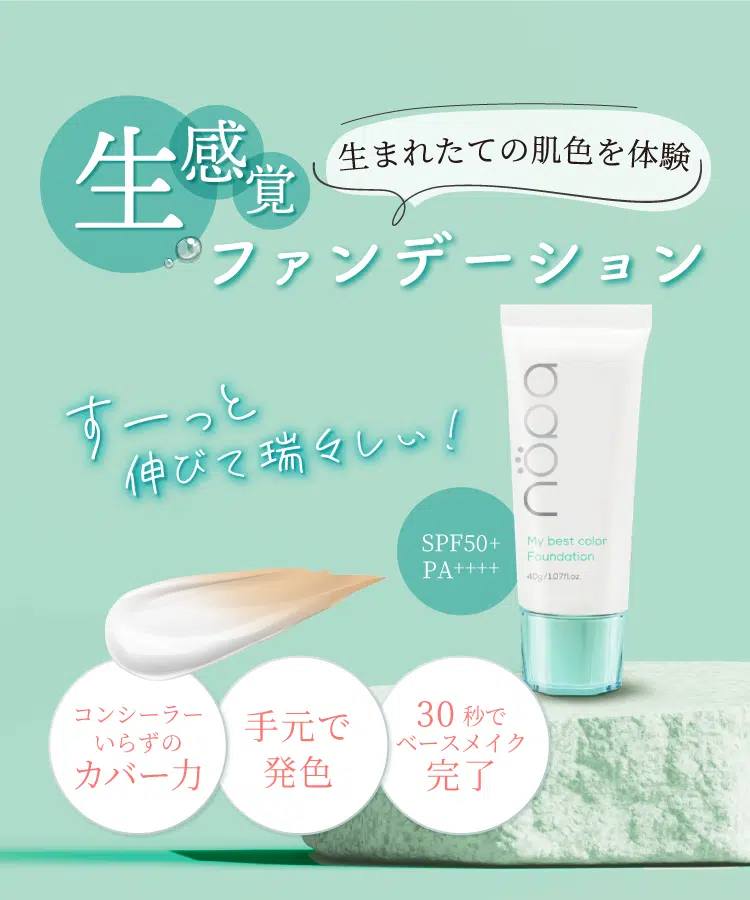 生感覚
生まれたての肌色を体験
ファンデーション
すーっと
伸びて瑞々しい！
nöpa
My best color
Foundation
40g/1.07fl.oz.
SPF50+
PA++++
コンシーラー
いらずの
カバー力
手元で
発色
30秒で
ベースメイク
完了